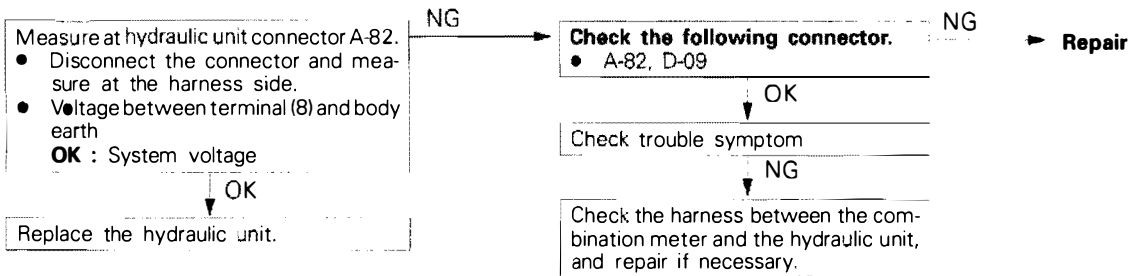 Measure at hydraulic unit connector A-82.
● Disconnect the connector and mea-
sure at the harness side.
● Voltage between terminal (8) and body
earth
OK : System voltage
OK
Replace the hydraulic unit.
NG
Check the following connector.
● A-82, D-09
OK
Check trouble symptom
NG
Check the harness between the com-
bination meter and the hydraulic unit,
and repair if necessary.
NG
Repair